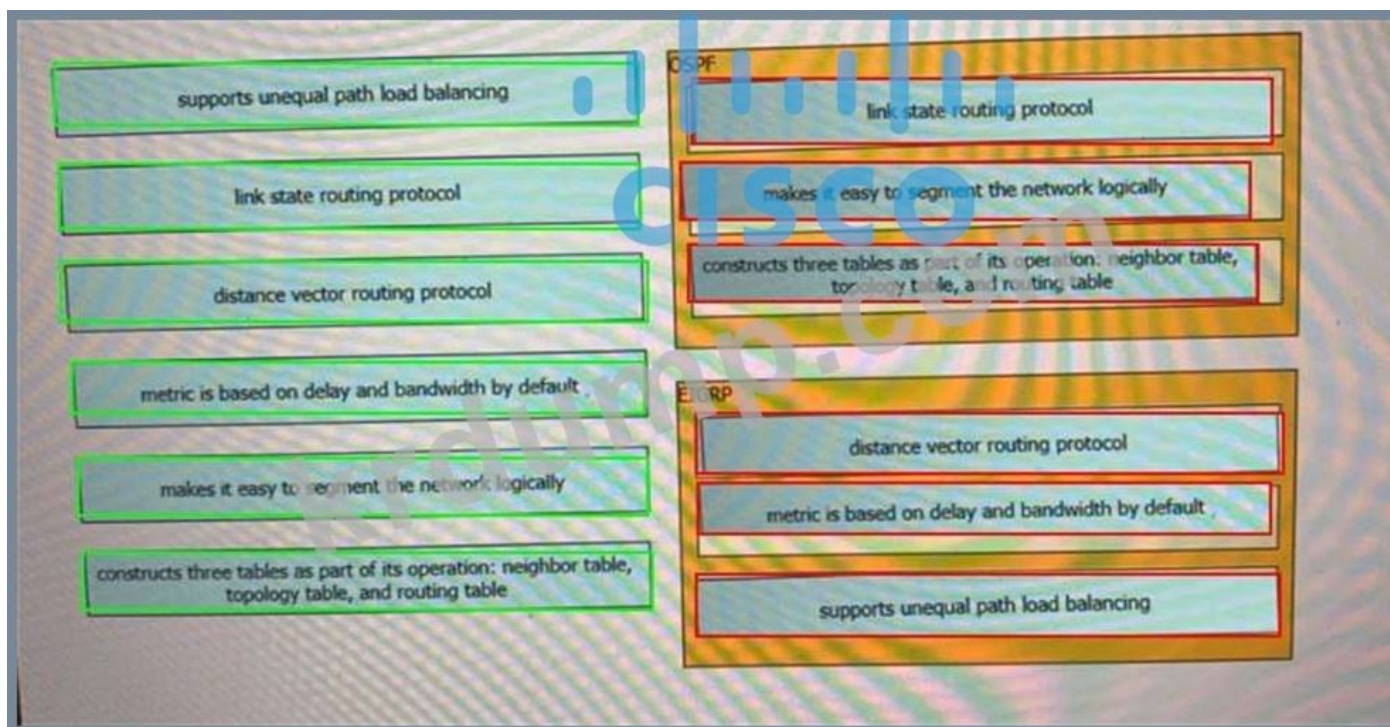 supports unequal path load balancing
link state routing protocol
distance vector routing protocol
metric is based on delay and bandwidth by default
makes it easy to segment the network logically
constructs three tables as part of its operation: neighbor table,
topology table, and routing table
OSPF
link state routing protocol
makes it easy to segment the network logically
constructs three tables as part of its operation: neighbor table,
topology table, and routing table
EIGRP
distance vector routing protocol
metric is based on delay and bandwidth by default
supports unequal path load balancing
CISCO
krdump.com